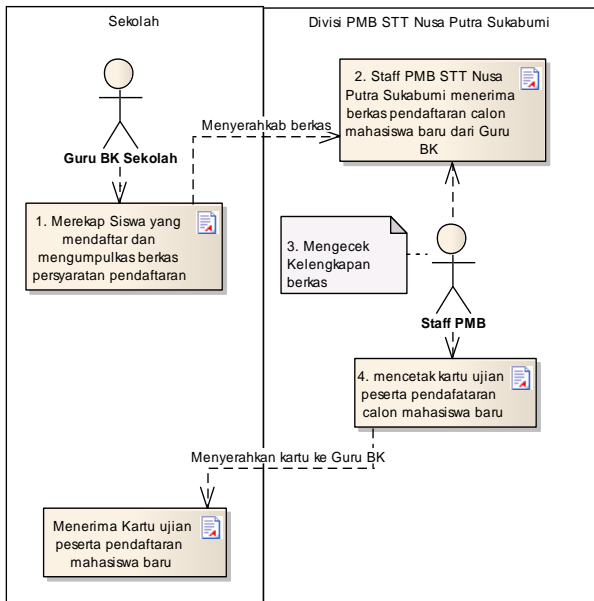 Sekolah
Divisi PMB STT Nusa Putra Sukabumi
Guru BK Sekolah
1. Merekap Siswa yang
mendaftar dan
mengumpulkas berkas
persyaratan pendaftaran
Menyerahkab berkas
2. Staff PMB STT Nusa
Putra Sukabumi menerima
berkas pendaftaran calon
mahasiswa baru dari Guru
BK
3. Mengecek
Kelengkapan
berkas
Staff PMB
4. mencetak kartu ujian
peserta pendafataran
calon mahasiswa baru
Menyerahkan kartu ke Guru BK
Menerima Kartu ujian
peserta pendaftaran
mahasiswa baru